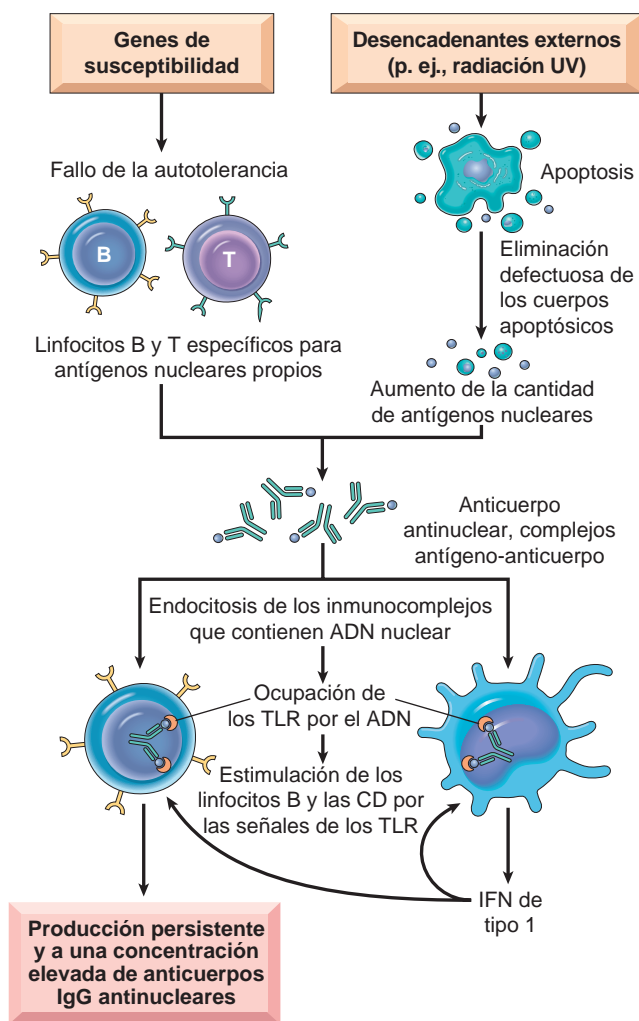 Genes de
susceptibilidad
Desencadenantes externos
(p. ej., radiación UV)
Fallo de la autotolerancia
B
T
Linfocitos B y T específicos para
antígenos nucleares propios
Apoptosis
Eliminación
defectuosa de
los cuerpos
apoptósicos
Aumento de la cantidad
de antígenos nucleares
Anticuerpo
antinuclear, complejos
antígeno-anticuerpo
Endocitosis de los inmunocomplejos
que contienen ADN nuclear
Ocupación de
los TLR por el ADN
Estimulación de los
linfocitos B y las CD por
las señales de los TLR
IFN de
tipo 1
Producción persistente
y a una concentración
elevada de anticuerpos
IgG antinucleares